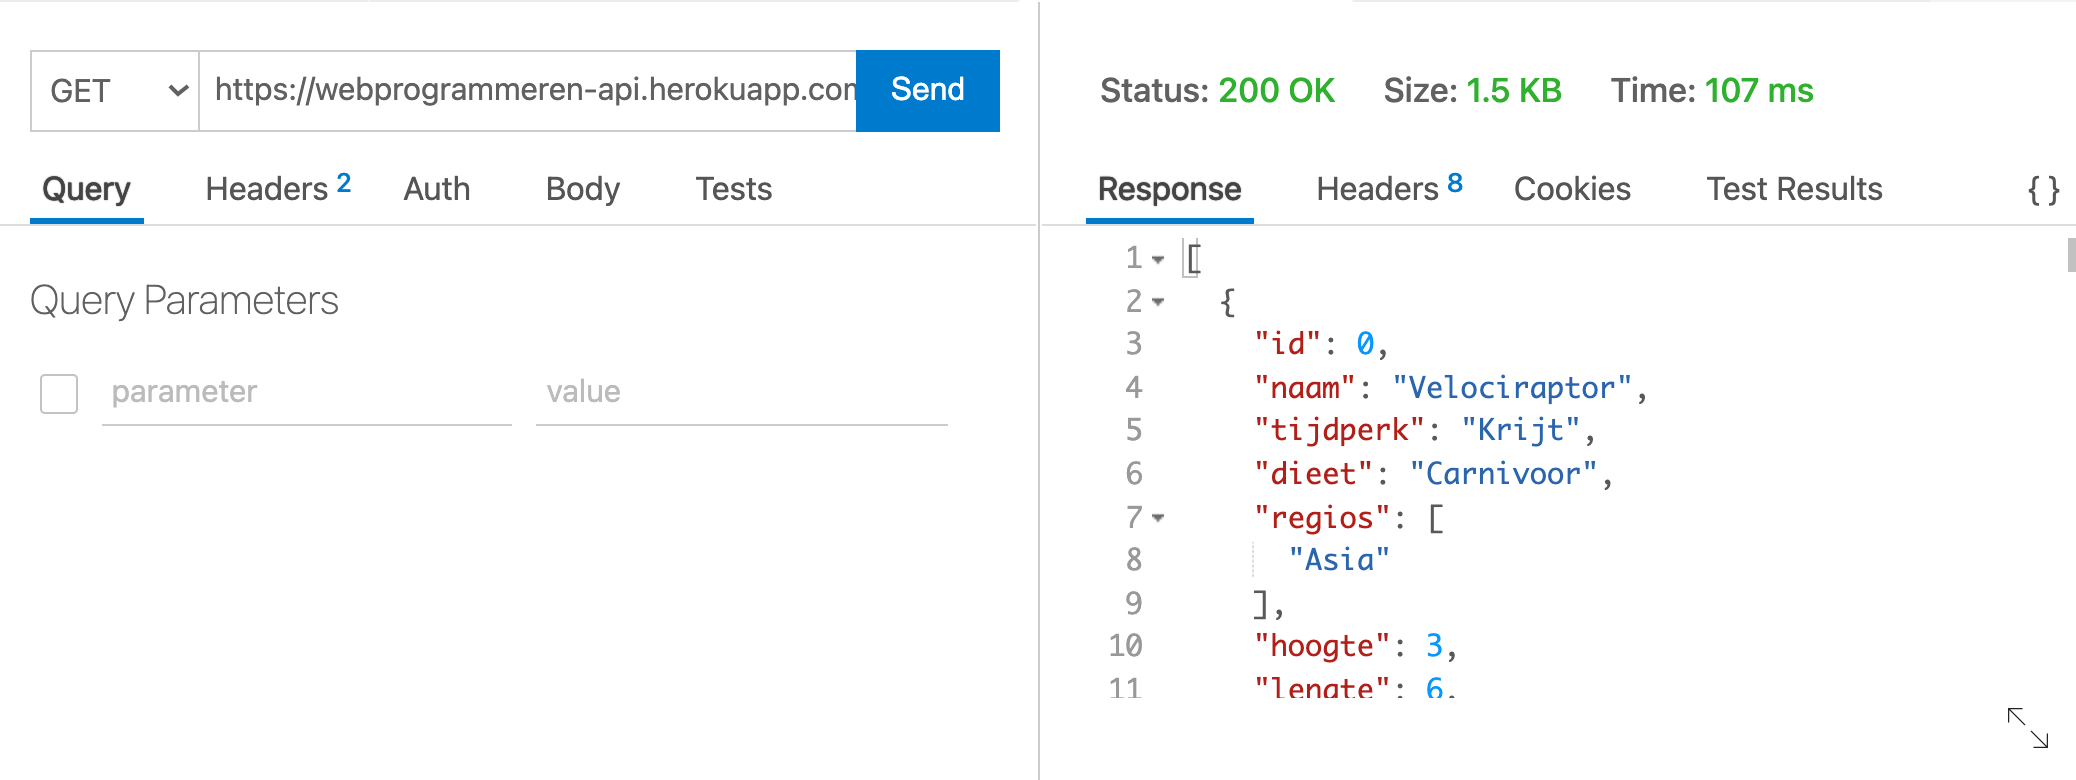 GET https://webprogrammeren-api.herokuapp.com Send
Query Headers 2 Auth Body Tests
Query Parameters
parameter value
Status: 200 OK Size: 1.5 KB Time: 107 ms
Response Headers 8 Cookies Test Results { }
1 [
2 {
3 "id": 0,
4 "naam": "Velociraptor",
5 "tijdperk": "Krijt",
6 "dieet": "Carnivoor",
7 "regios": [
8 "Asia"
9 ],
10 "hoogte": 3,
11 "lengte": 6,